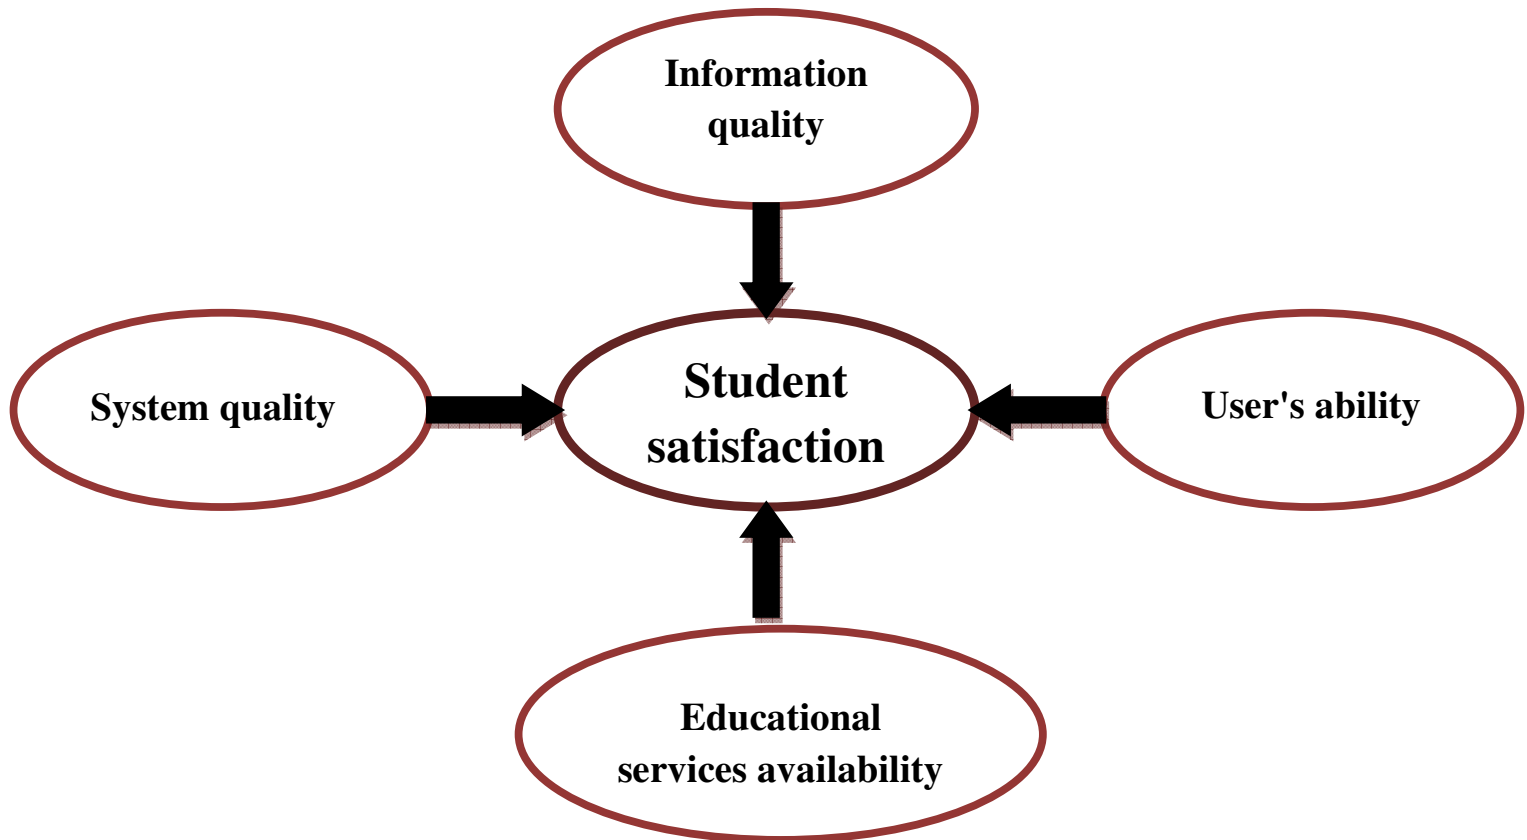 Information
quality
System quality
Student
satisfaction
User's ability
Educational
services availability